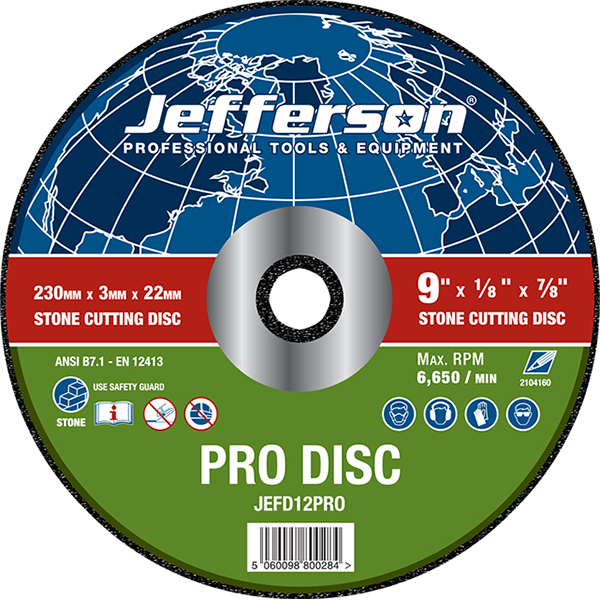 Jefferson®
PROFESSIONAL TOOLS & EQUIPMENT
230MM x 3MM x 22MM
STONE CUTTING DISC
9" x 1/8" x 7/8"
STONE CUTTING DISC
ANSI B7.1 - EN 12413
USE SAFETY GUARD
STONE
MAX. RPM
6,650 / MIN
2104160
PRO DISC
JEFD12PRO
5 060098 800284 >